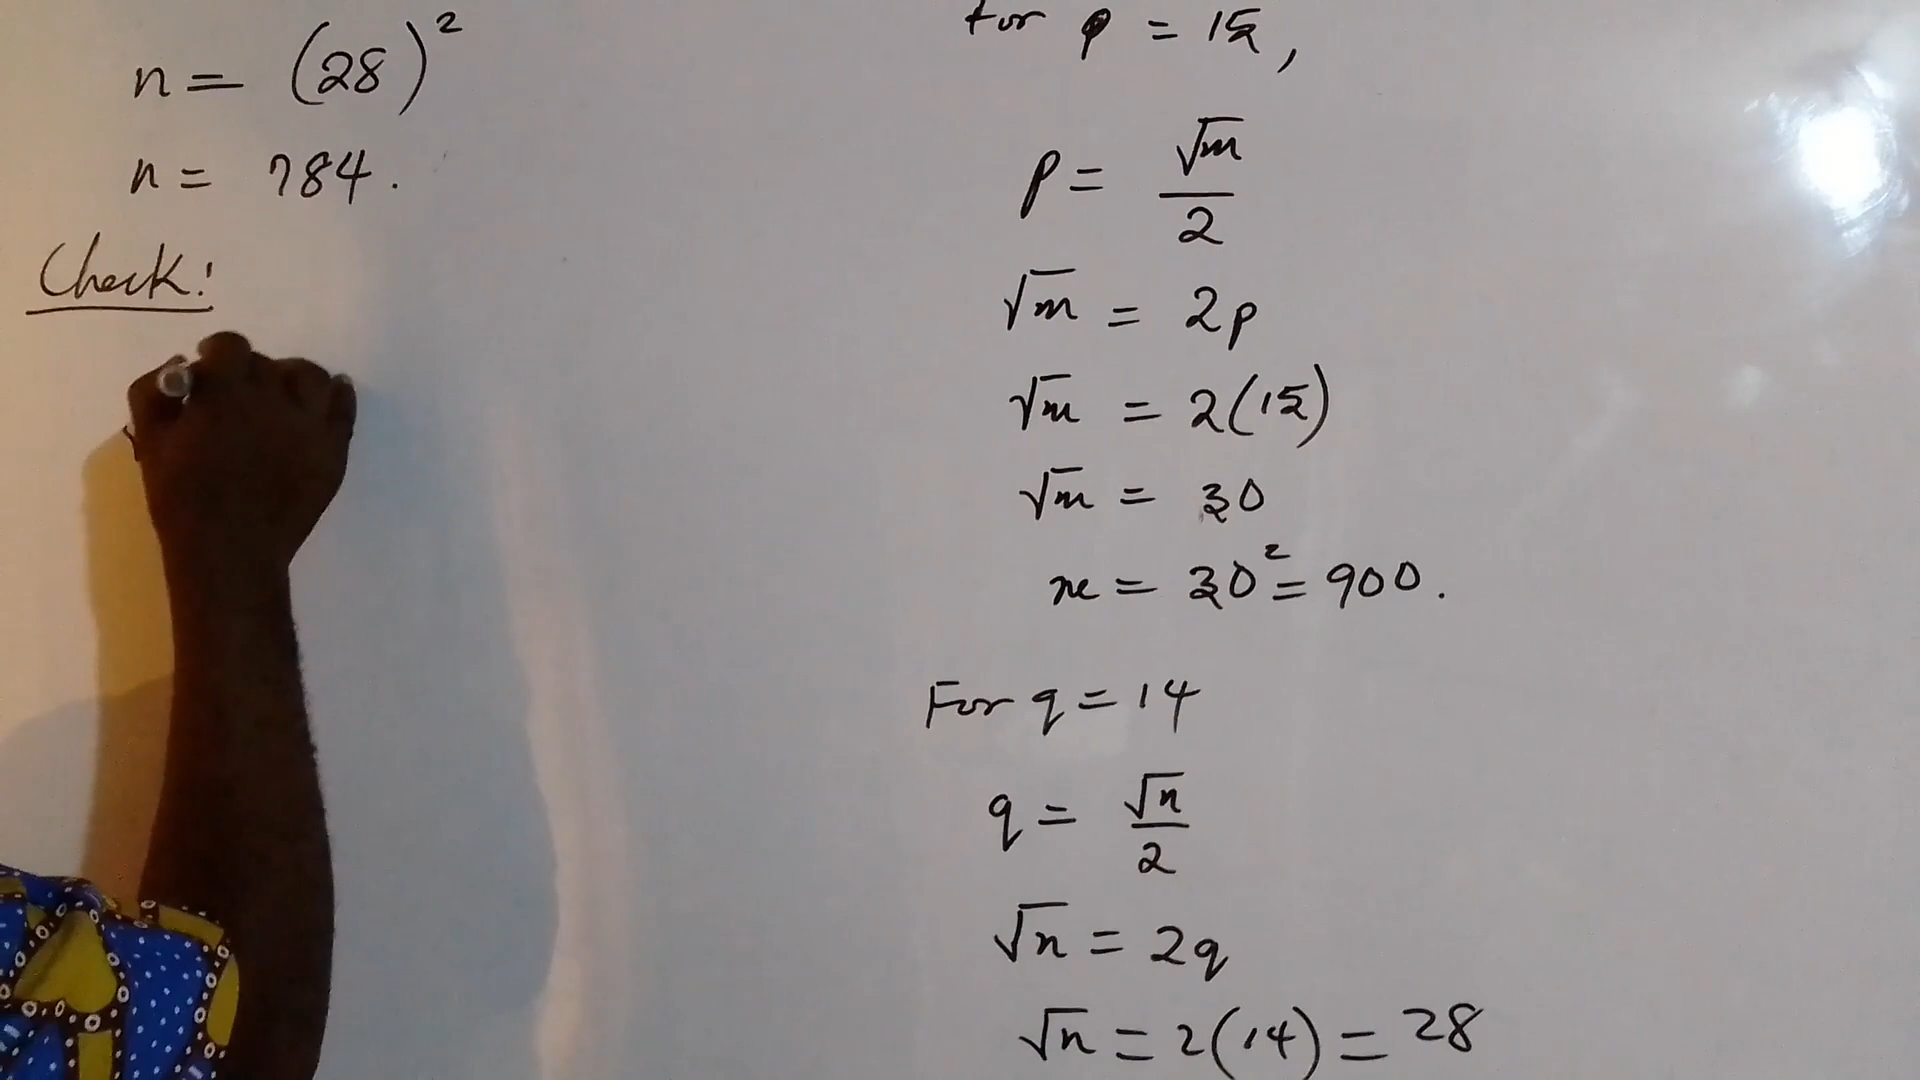 n = (28)²
n = 784.
Check!
For p = 15,
p = √m/2
√m = 2p
√m = 2(15)
√m = 30
m = 30² = 900.
For q = 14
q = √n/2
√n = 2q
√n = 2(14) = 28